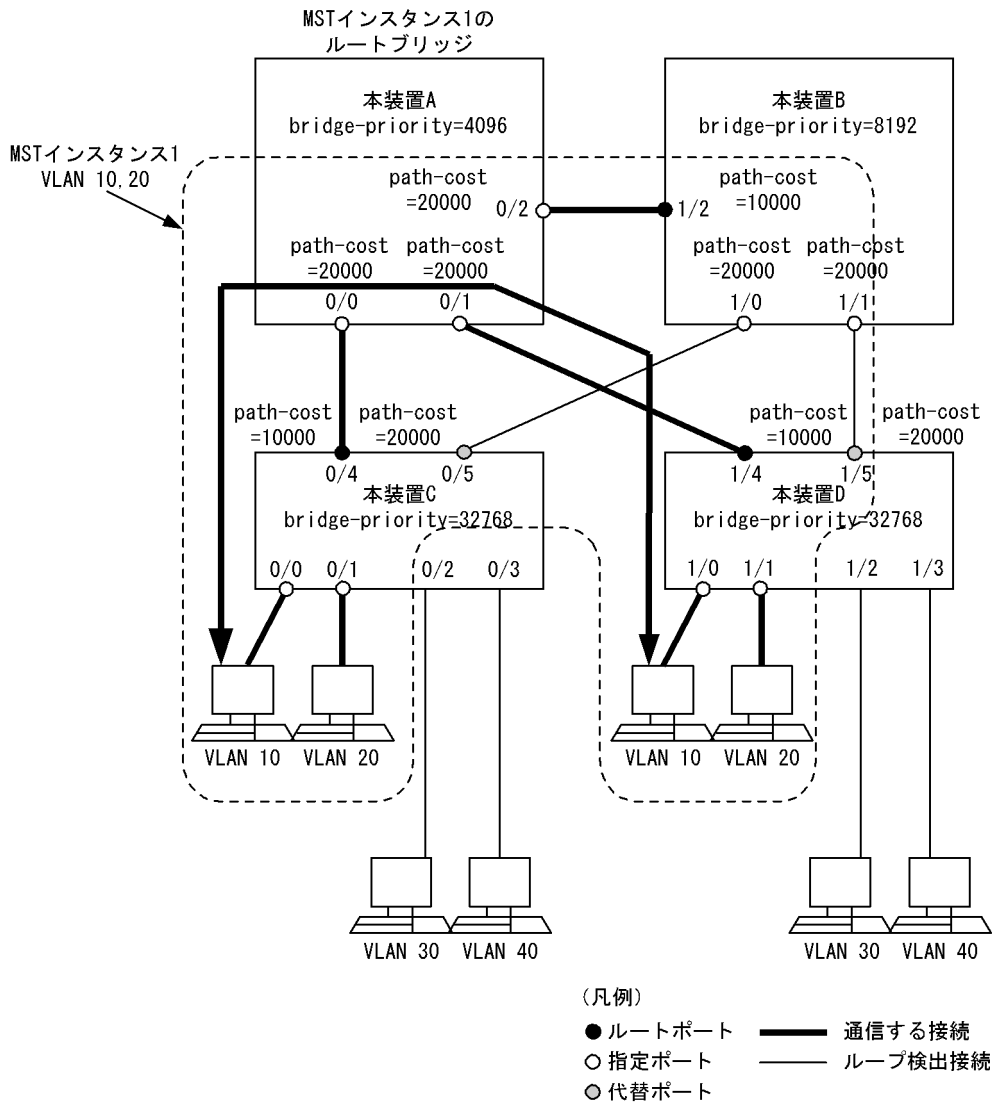 MSTインスタンス1の
ルートブリッジ
本装置A
bridge-priority=4096
本装置B
bridge-priority=8192
MSTインスタンス1
VLAN 10,20
path-cost
=20000
0/2
1/2
path-cost
=10000
path-cost
=20000
0/0
path-cost
=20000
0/1
path-cost
=20000
1/0
path-cost
=20000
1/1
path-cost
=10000
0/4
path-cost
=20000
0/5
path-cost
=10000
1/4
path-cost
=20000
1/5
本装置C
bridge-priority=32768
0/0
0/1
0/2
0/3
本装置D
bridge-priority=32768
1/0
1/1
1/2
1/3
VLAN 10
VLAN 20
VLAN 10
VLAN 20
VLAN 30
VLAN 40
VLAN 30
VLAN 40
(凡例)
ルートポート
通信する接続
指定ポート
ループ検出接続
代替ポート